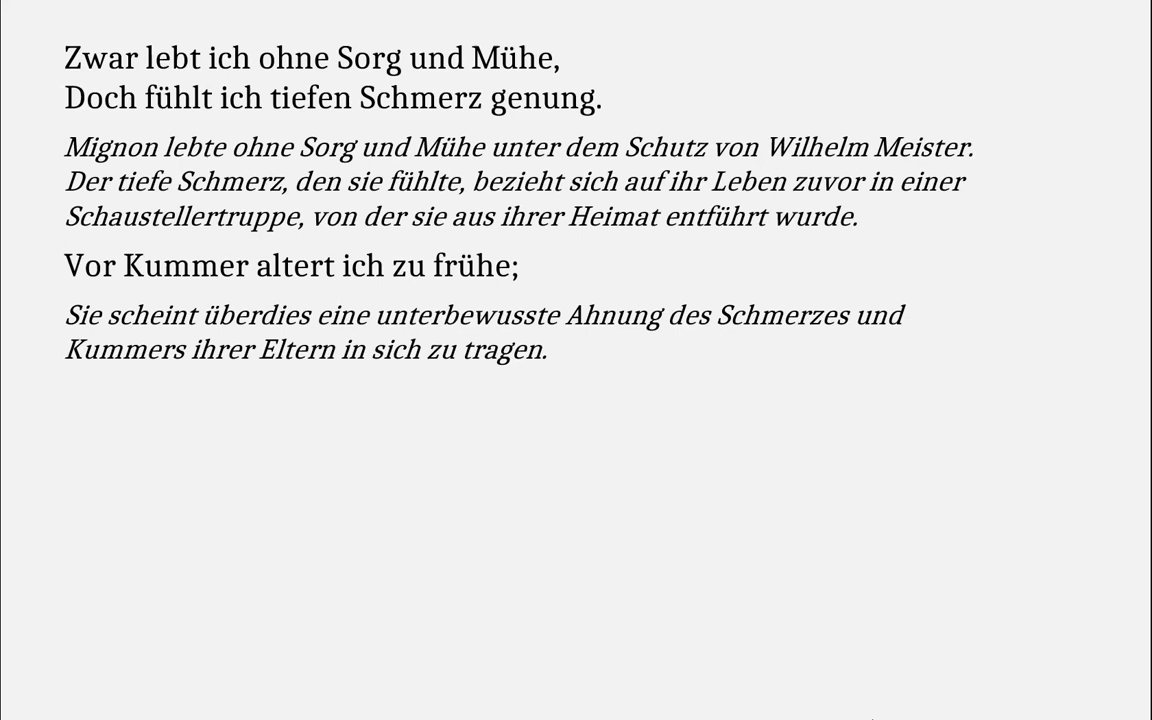 Zwar lebt ich ohne Sorg und Mühe,
Doch fühlt ich tiefen Schmerz genung.
Mignon lebte ohne Sorg und Mühe unter dem Schutz von Wilhelm Meister.
Der tiefe Schmerz, den sie fühlte, bezieht sich auf ihr Leben zuvor in einer
Schaustellertruppe, von der sie aus ihrer Heimat entführt wurde.
Vor Kummer altert ich zu frühe;
Sie scheint überdies eine unterbewusste Ahnung des Schmerzes und
Kummers ihrer Eltern in sich zu tragen.